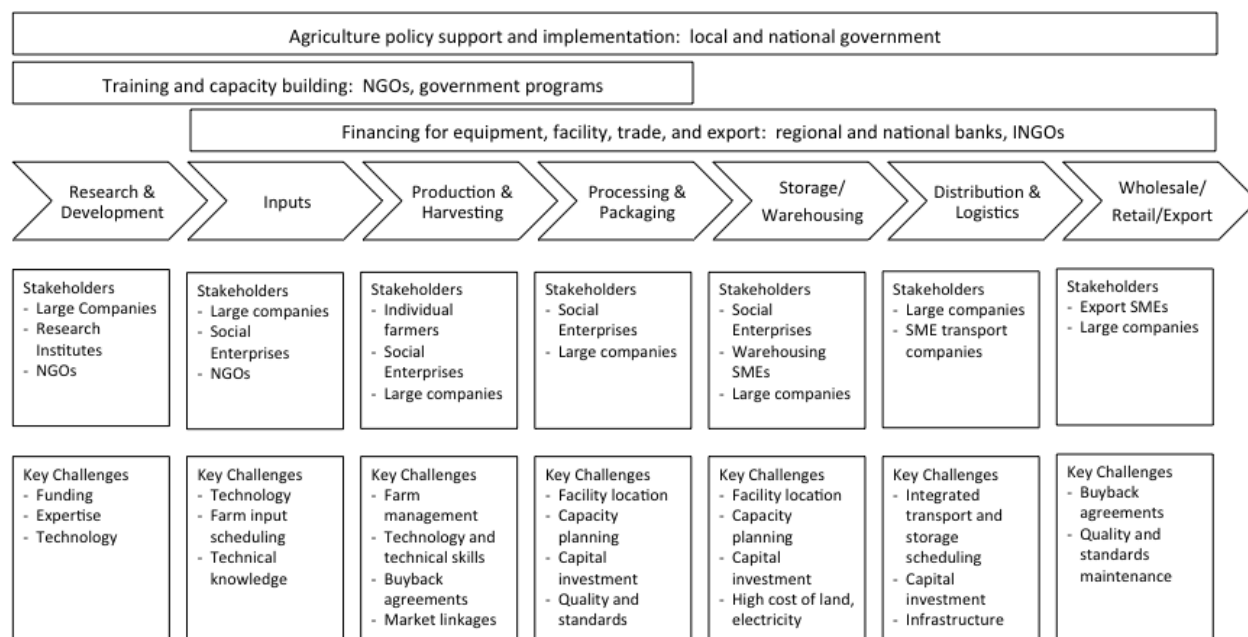 Agriculture policy support and implementation: local and national government
Training and capacity building: NGOs, government programs
Financing for equipment, facility, trade, and export: regional and national banks, INGOs
Research &
Development
Inputs
Production &
Harvesting
Processing &
Packaging
Storage/
Warehousing
Distribution &
Logistics
Wholesale/
Retail/Export
Stakeholders
- Large Companies
- Research
Institutes
- NGOs
Stakeholders
- Large companies
- Social
Enterprises
- NGOs
Stakeholders
- Individual
farmers
- Social
Enterprises
- Large companies
Stakeholders
- Social
Enterprises
- Large companies
Stakeholders
- Social
Enterprises
- Warehousing
SMEs
- Large companies
Stakeholders
- Large companies
- SME transport
companies
Stakeholders
- Export SMEs
- Large companies
Key Challenges
- Funding
- Expertise
- Technology
Key Challenges
- Technology
- Farm input
scheduling
- Technical
knowledge
Key Challenges
- Farm
management
- Technology and
technical skills
- Buyback
agreements
- Market linkages
Key Challenges
- Facility location
- Capacity
planning
- Capital
investment
- Quality and
standards
Key Challenges
- Facility location
- Capacity
planning
- Capital
investment
- High cost of land,
electricity
Key Challenges
- Integrated
transport and
storage
scheduling
- Capital
investment
- Infrastructure
Key Challenges
- Buyback
agreements
- Quality and
standards
maintenance